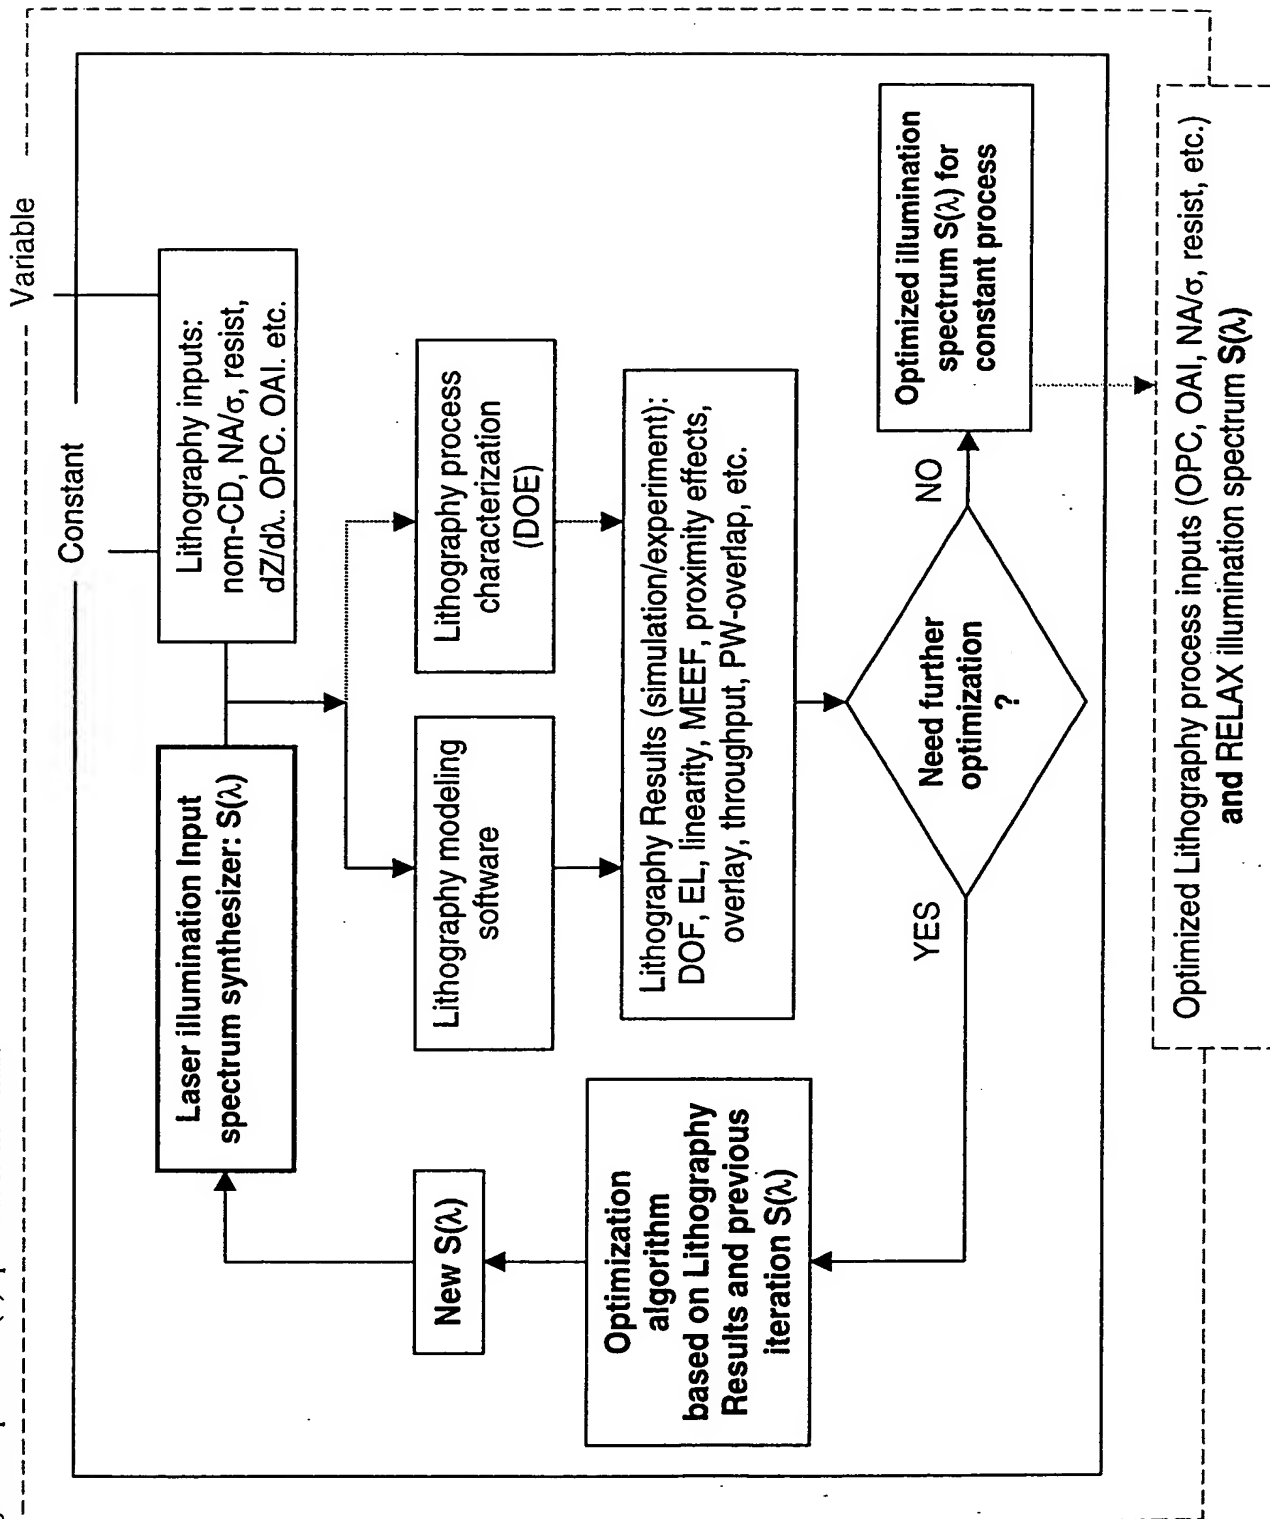 Variable
Constant
Laser illumination Input
spectrum synthesizer: S(λ)
Lithography inputs:
nom-CD, NA/σ, resist,
dZ/dλ. OPC. OAI. etc.
New S(λ)
Lithography modeling
software
Lithography process
characterization
(DOE)
Optimization
algorithm
based on Lithography
Results and previous
iteration S(λ)
Lithography Results (simulation/experiment):
DOF, EL, linearity, MEEF, proximity effects,
overlay, throughput, PW-overlap, etc.
Need further
optimization
?
YES
NO
Optimized illumination
spectrum S(λ) for
constant process
Optimized Lithography process inputs (OPC, OAI, NA/σ, resist, etc.)
and RELAX illumination spectrum S(λ)